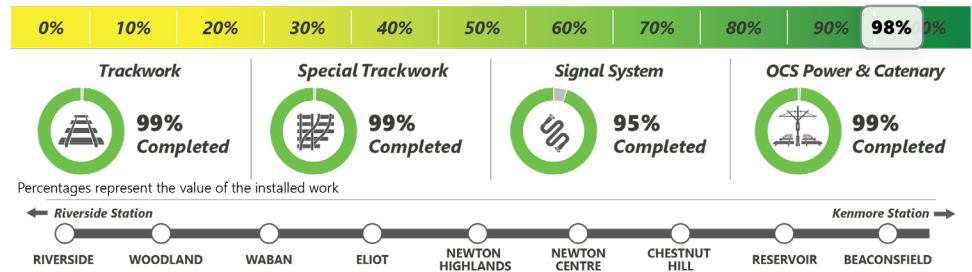 0% 10% 20% 30% 40% 50% 60% 70% 80% 90% 98% 00%
Trackwork Special Trackwork Signal System OCS Power & Catenary
99% 99% 95% 99%
Completed Completed Completed Completed
Percentages represent the value of the installed work
Riverside Station Kenmore Station
RIVERSIDE WOODLAND WABAN ELIOT NEWTON NEWTON CHESTNUT RESERVOIR BEACONSFIELD
HIGHLANDS CENTRE HILL